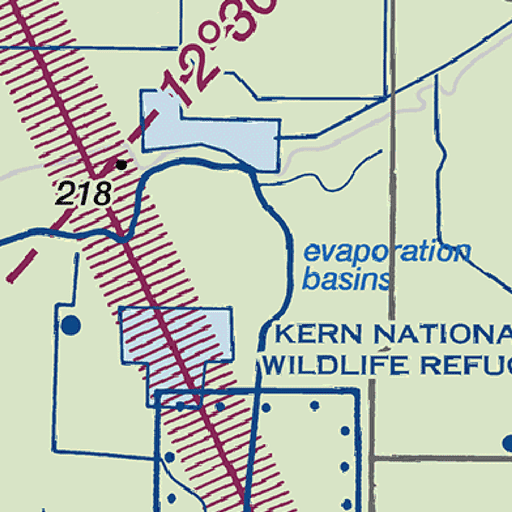 12°30
218
evaporation
basins
KERN NATIONA
WILDLIFE REFUG